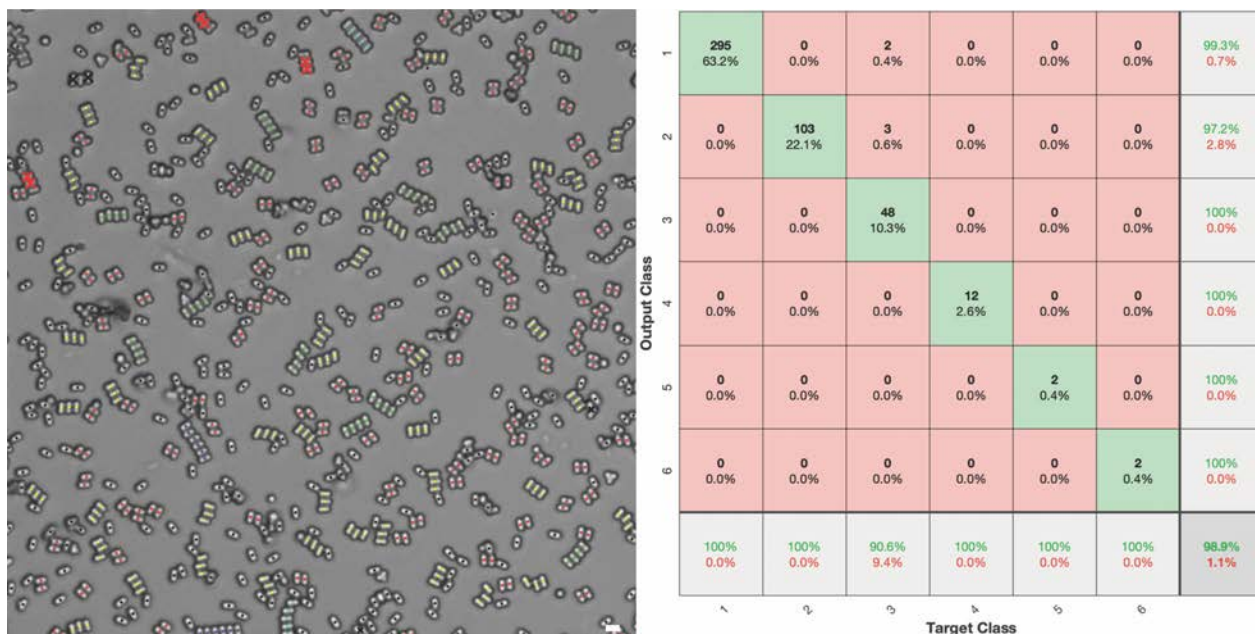 295 0 2 0 0 0 99.3%
1
63.2% 0.0% 0.4% 0.0% 0.0% 0.0% 0.7%
0 103 3 0 0 0 97.2%
2
0.0% 22.1% 0.6% 0.0% 0.0% 0.0% 2.8%
0 0 48 0 0 0 100%
3
0.0% 0.0% 10.3% 0.0% 0.0% 0.0% 0.0%
0 0 0 12 0 0 100%
4
0.0% 0.0% 0.0% 2.6% 0.0% 0.0% 0.0%
0 0 0 0 2 0 100%
5
0.0% 0.0% 0.0% 0.0% 0.4% 0.0% 0.0%
0 0 0 0 0 2 100%
6
0.0% 0.0% 0.0% 0.0% 0.0% 0.4% 0.0%
100% 100% 90.6% 100% 100% 100% 98.9%
0.0% 0.0% 9.4% 0.0% 0.0% 0.0% 1.1%
1 2 3 4 5 6
Output Class
Target Class